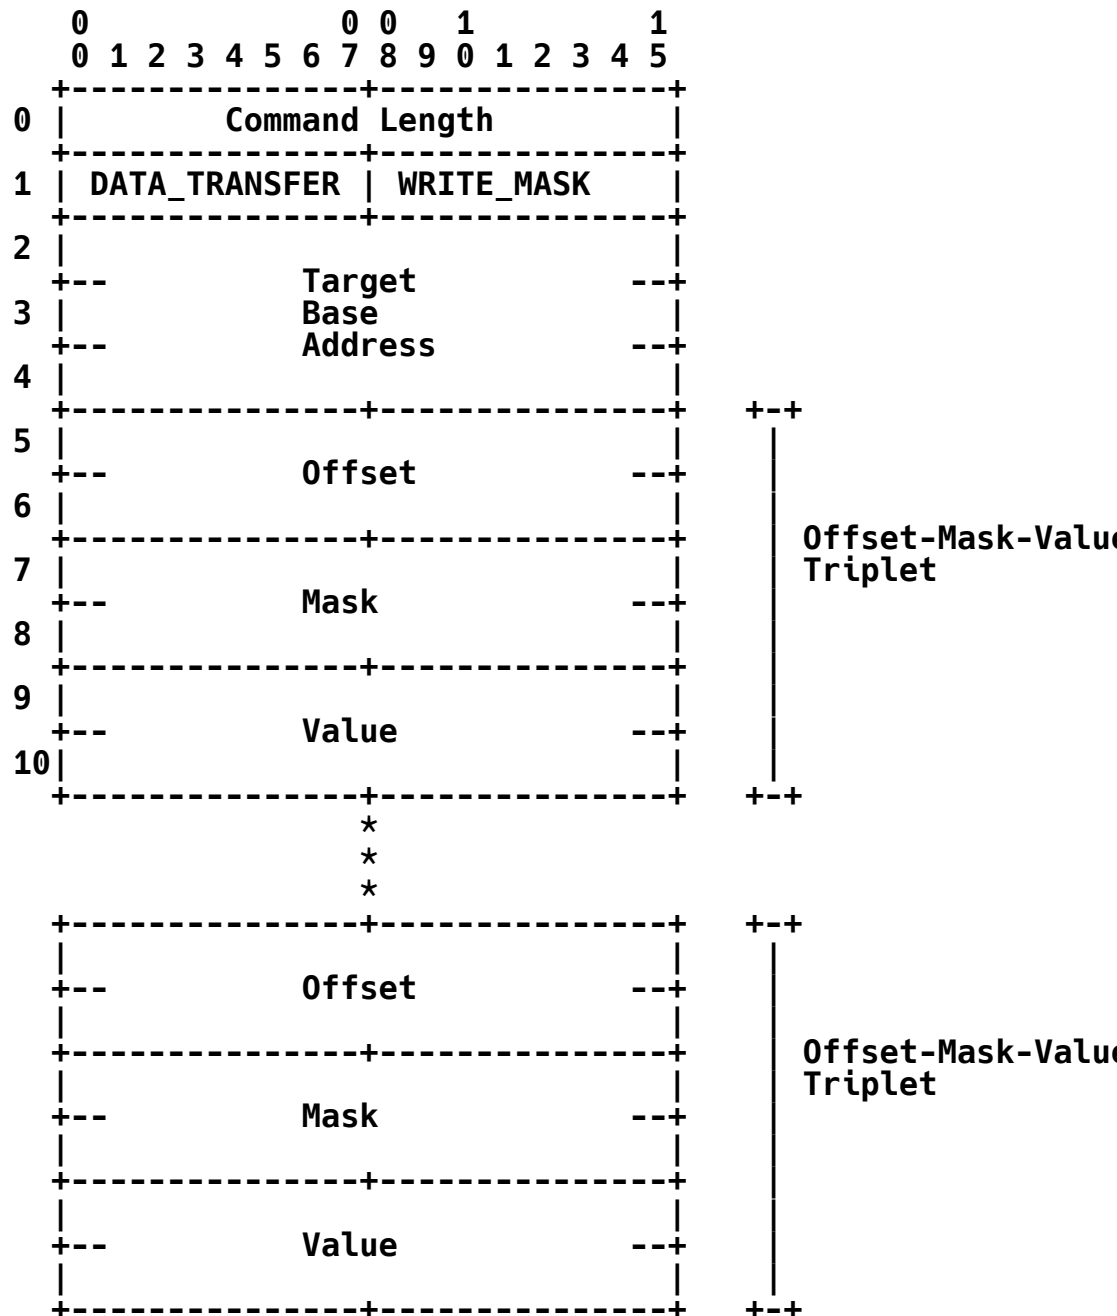 0 0 0 1 1
0 1 2 3 4 5 6 7 8 9 0 1 2 3 4 5
+---------------+---------------+
0 | Command Length |
+---------------+---------------+
1 | DATA_TRANSFER | WRITE_MASK |
+---------------+---------------+
2 | |
+-- Target --+
3 | Base |
+-- Address --+
4 | |
+---------------+---------------+ +-+
5 | | |
+-- Offset --+ |
6 | | |
+---------------+---------------+ | Offset-Mask-Value
7 | | | Triplet
+-- Mask --+ |
8 | | |
+---------------+---------------+ |
9 | | |
+-- Value --+ |
10| | |
+---------------+---------------+ +-+
*
*
*
+---------------+---------------+ +-+
| | |
+-- Offset --+ |
| | |
+---------------+---------------+ | Offset-Mask-Value
| | | Triplet
+-- Mask --+ |
| | |
+---------------+---------------+ |
| | |
+-- Value --+ |
| | |
+---------------+---------------+ +-+